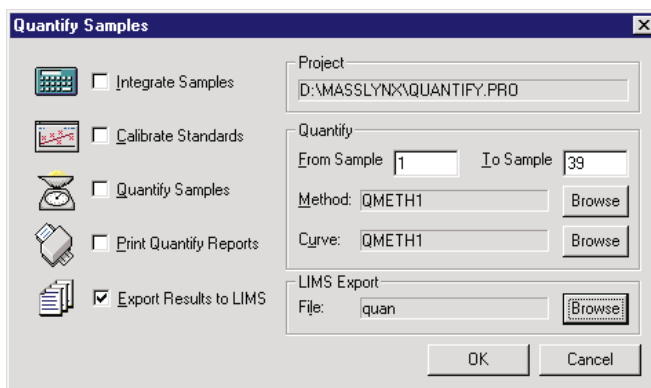 Quantify Samples
Integrate Samples
Calibrate Standards
Quantify Samples
Print Quantify Reports
Export Results to LIMS
Project
D:\MASSLYNX\QUANTIFY.PRO
Quantify
From Sample 1 To Sample 39
Method: QMETH1 Browse
Curve: QMETH1 Browse
LIMS Export
File: quan Browse
OK Cancel